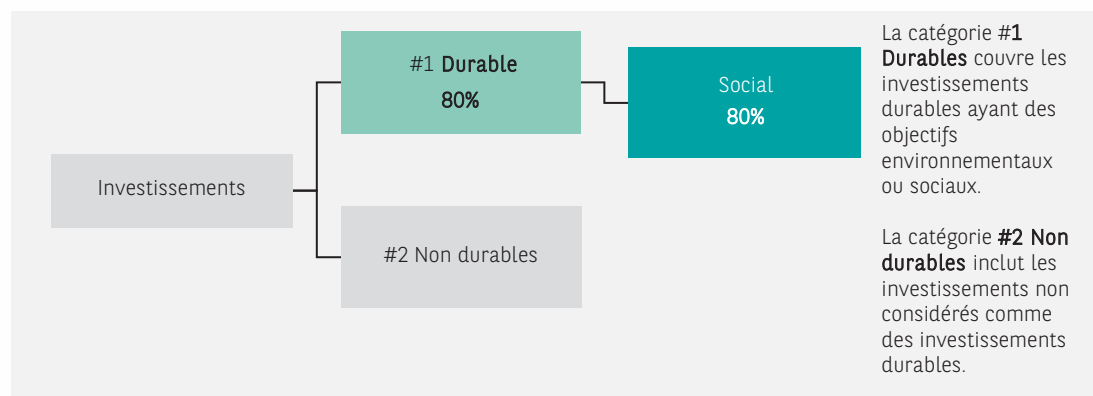 #1 Durable
80%
Social
80%
Investissements
#2 Non durables
La catégorie #1
Durables couvre les
investissements
durables ayant des
objectifs
environnementaux
ou sociaux.
La catégorie #2 Non
durables inclut les
investissements non
considérés comme
des investissements
durables.